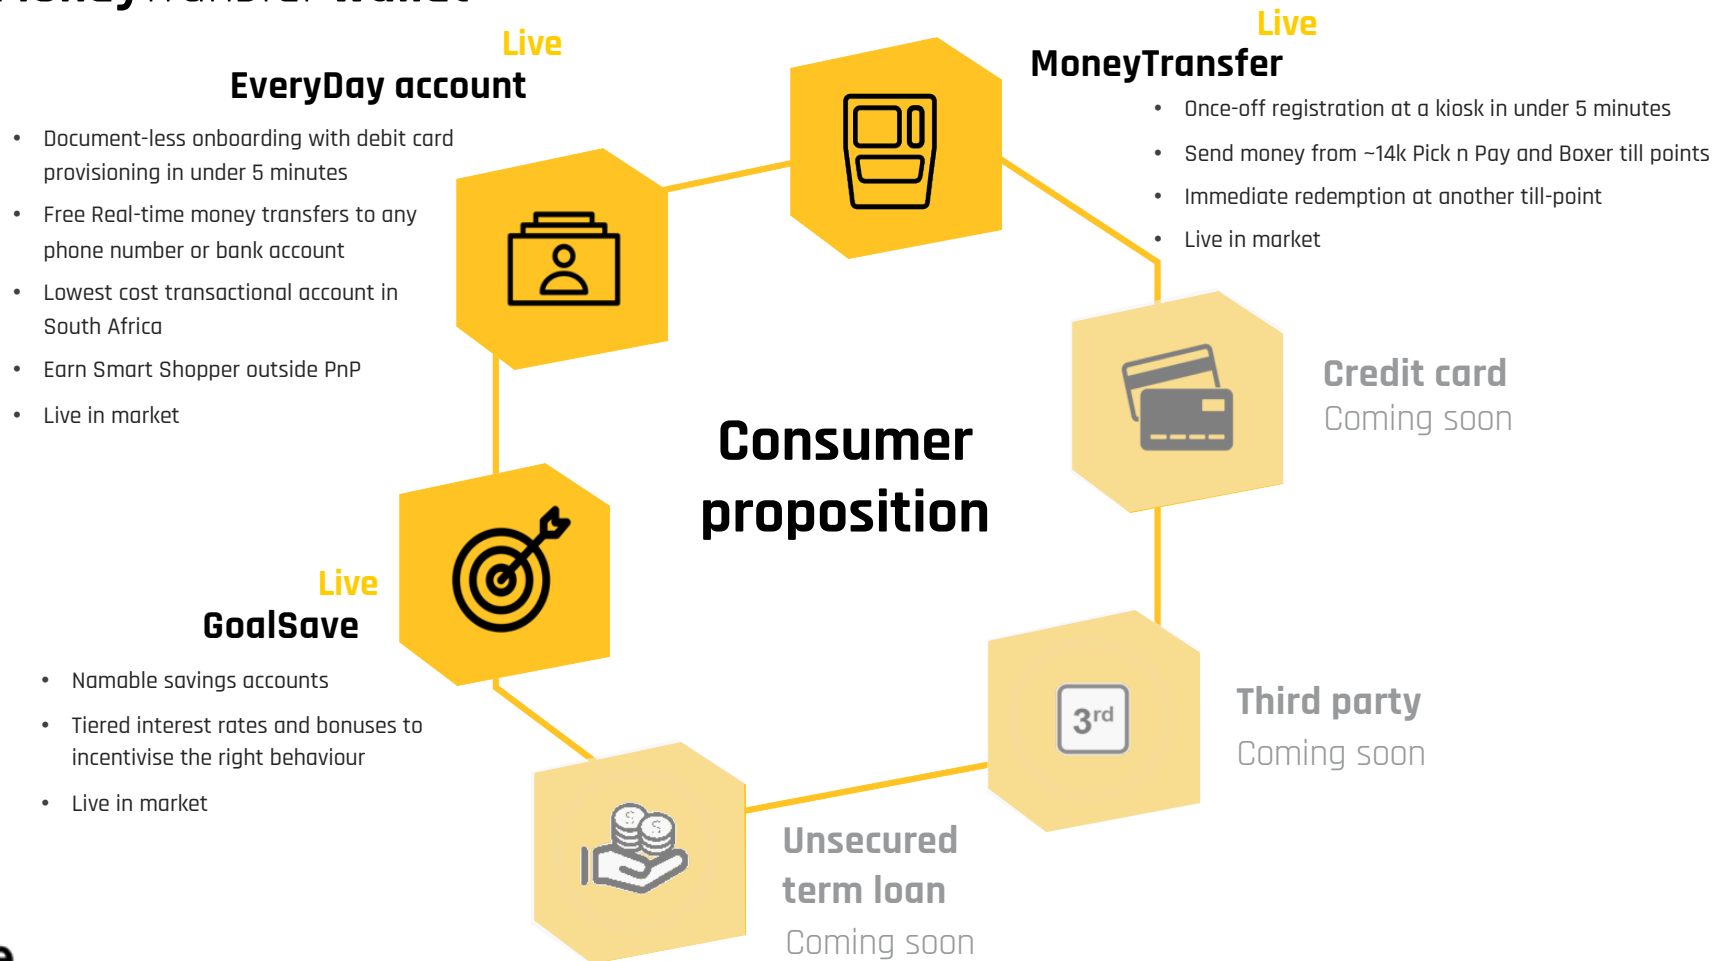 MoneyTransfer wallet
Live
EveryDay account
• Document-less onboarding with debit card
provisioning in under 5 minutes
• Free Real-time money transfers to any
phone number or bank account
• Lowest cost transactional account in
South Africa
• Earn Smart Shopper outside PnP
• Live in market
Live
MoneyTransfer
• Once-off registration at a kiosk in under 5 minutes
• Send money from ~14k Pick n Pay and Boxer till points
• Immediate redemption at another till-point
• Live in market
Credit card
Coming soon
Consumer
proposition
Live
GoalSave
• Namable savings accounts
• Tiered interest rates and bonuses to
incentivise the right behaviour
• Live in market
3rd
Third party
Coming soon
Unsecured
term loan
Coming soon